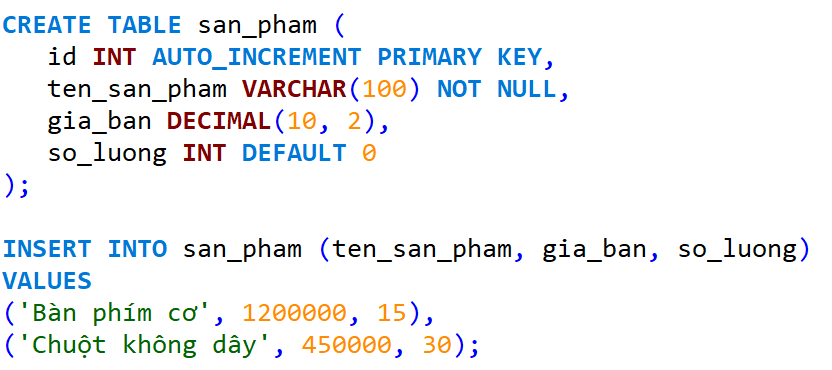 CREATE TABLE san_pham (
   id INT AUTO_INCREMENT PRIMARY KEY,
   ten_san_pham VARCHAR(100) NOT NULL,
   gia_ban DECIMAL(10, 2),
   so_luong INT DEFAULT 0
);

INSERT INTO san_pham (ten_san_pham, gia_ban, so_luong)
VALUES
('Bàn phím cơ', 1200000, 15),
('Chuột không dây', 450000, 30);